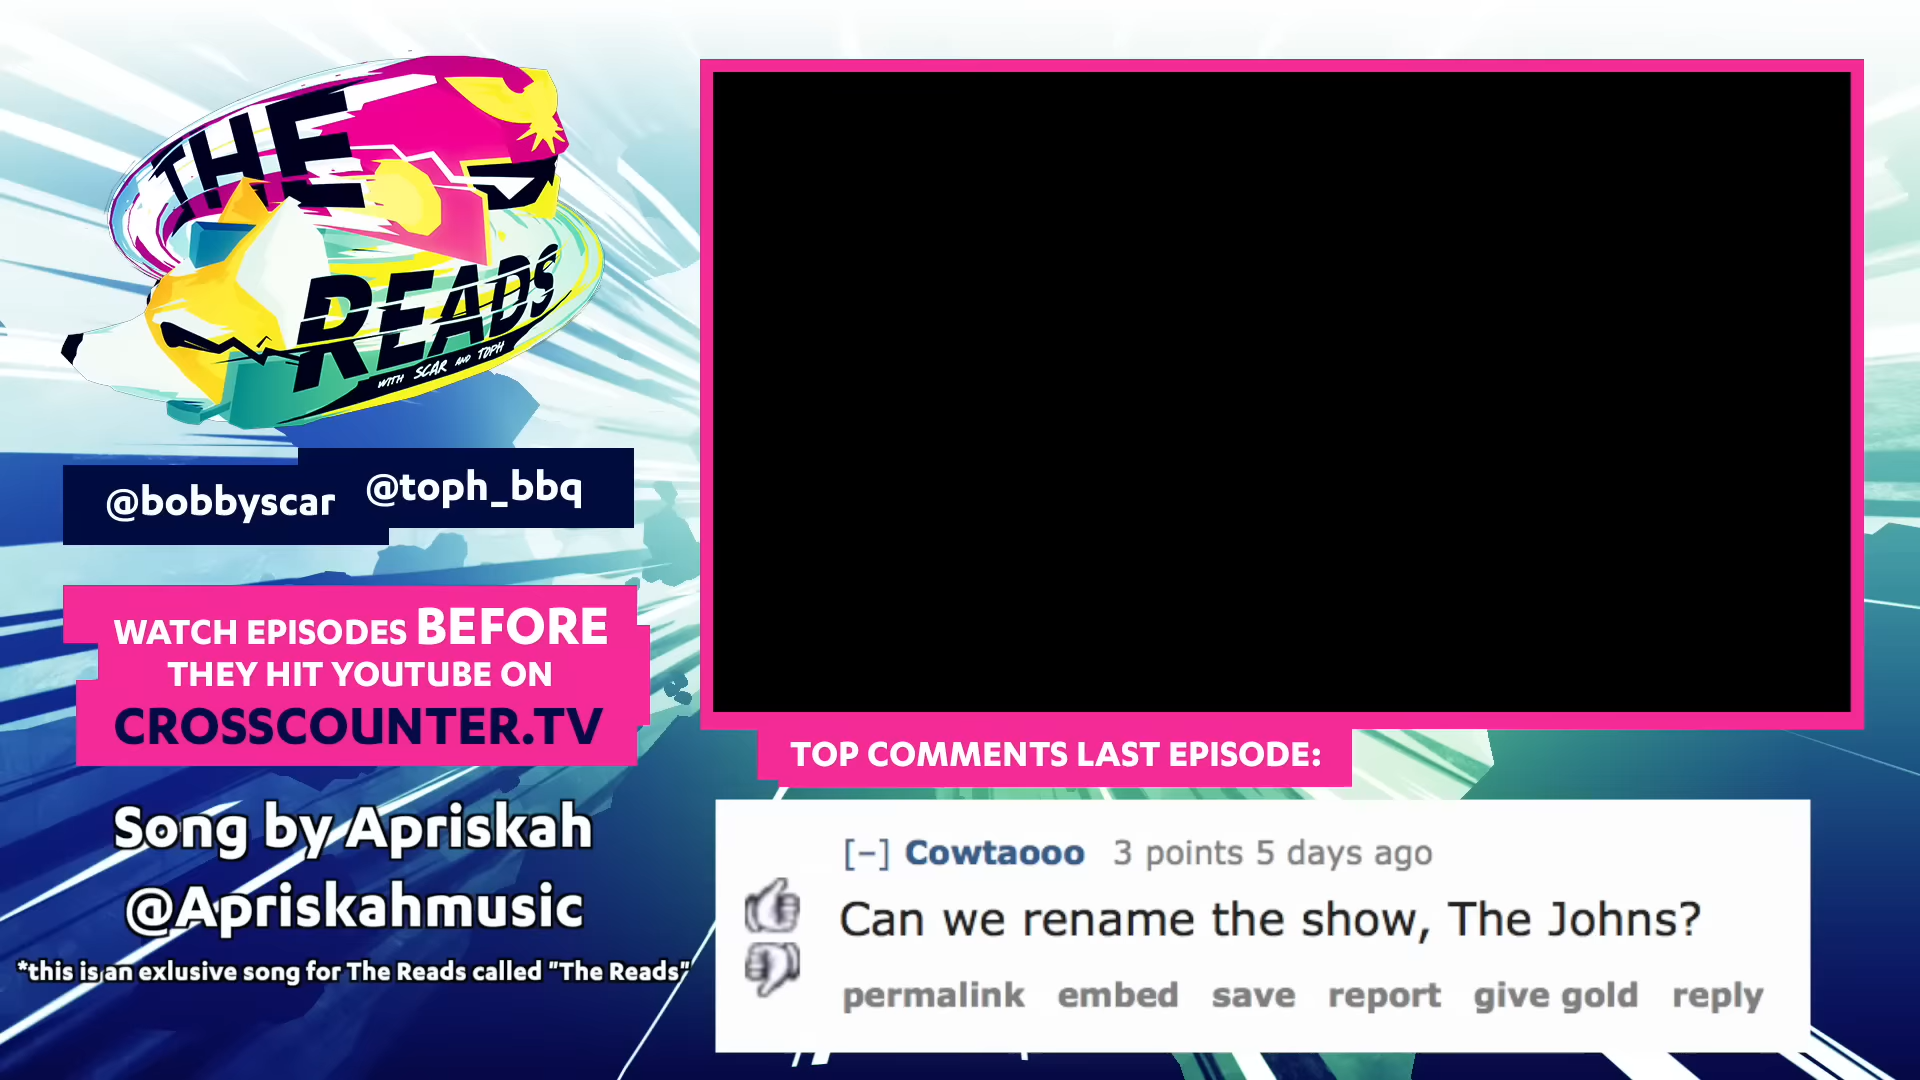 THE
READS
WITH SCAR AND TOPH
@bobbyscar
@toph_bbq
WATCH EPISODES BEFORE
THEY HIT YOUTUBE ON
CROSSCOUNTER.TV
Song by Apriskah
@Apriskahmusic
*this is an exlusive song for The Reads called "The Reads"
TOP COMMENTS LAST EPISODE:
[–] Cowtaooo 3 points 5 days ago
Can we rename the show, The Johns?
permalink embed save report give gold reply